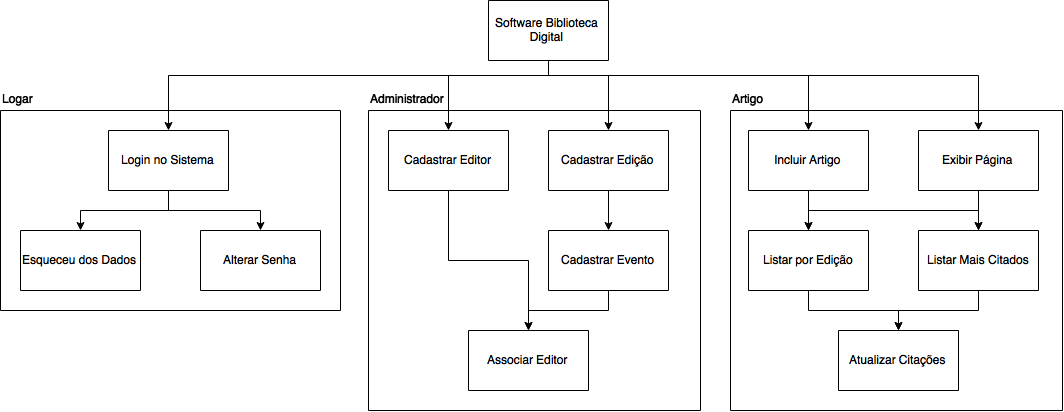 Software Biblioteca
Digital
Logar
Administrador
Artigo
Login no Sistema
Cadastrar Editor
Cadastrar Edição
Incluir Artigo
Exibir Página
Esqueceu dos Dados
Alterar Senha
Cadastrar Evento
Listar por Edição
Listar Mais Citados
Associar Editor
Atualizar Citações